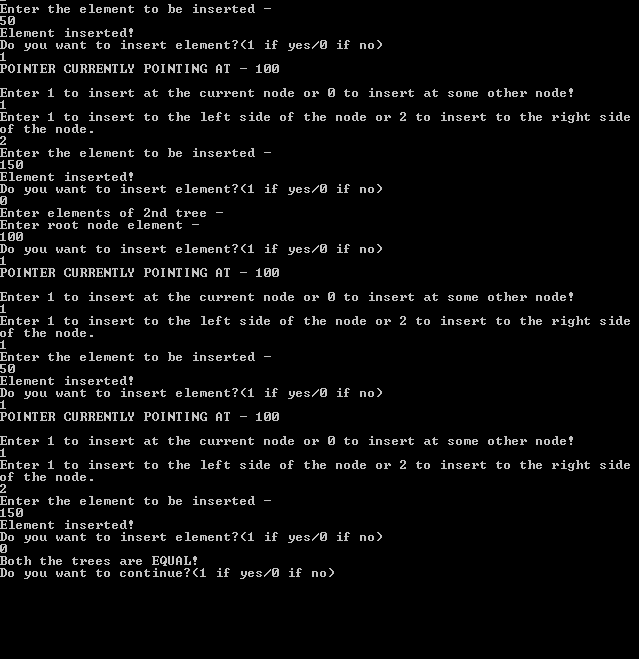 Enter the element to be inserted -
50
Element inserted!
Do you want to insert element?(1 if yes/0 if no)
1
POINTER CURRENTLY POINTING AT - 100
Enter 1 to insert at the current node or 0 to insert at some other node!
1
Enter 1 to insert to the left side of the node or 2 to insert to the right side
of the node.
2
Enter the element to be inserted -
150
Element inserted!
Do you want to insert element?(1 if yes/0 if no)
0
Enter elements of 2nd tree -
Enter root node element -
100
Do you want to insert element?(1 if yes/0 if no)
1
POINTER CURRENTLY POINTING AT - 100
Enter 1 to insert at the current node or 0 to insert at some other node!
1
Enter 1 to insert to the left side of the node or 2 to insert to the right side
of the node.
1
Enter the element to be inserted -
50
Element inserted!
Do you want to insert element?(1 if yes/0 if no)
1
POINTER CURRENTLY POINTING AT - 100
Enter 1 to insert at the current node or 0 to insert at some other node!
1
Enter 1 to insert to the left side of the node or 2 to insert to the right side
of the node.
2
Enter the element to be inserted -
150
Element inserted!
Do you want to insert element?(1 if yes/0 if no)
0
Both the trees are EQUAL!
Do you want to continue?(1 if yes/0 if no)